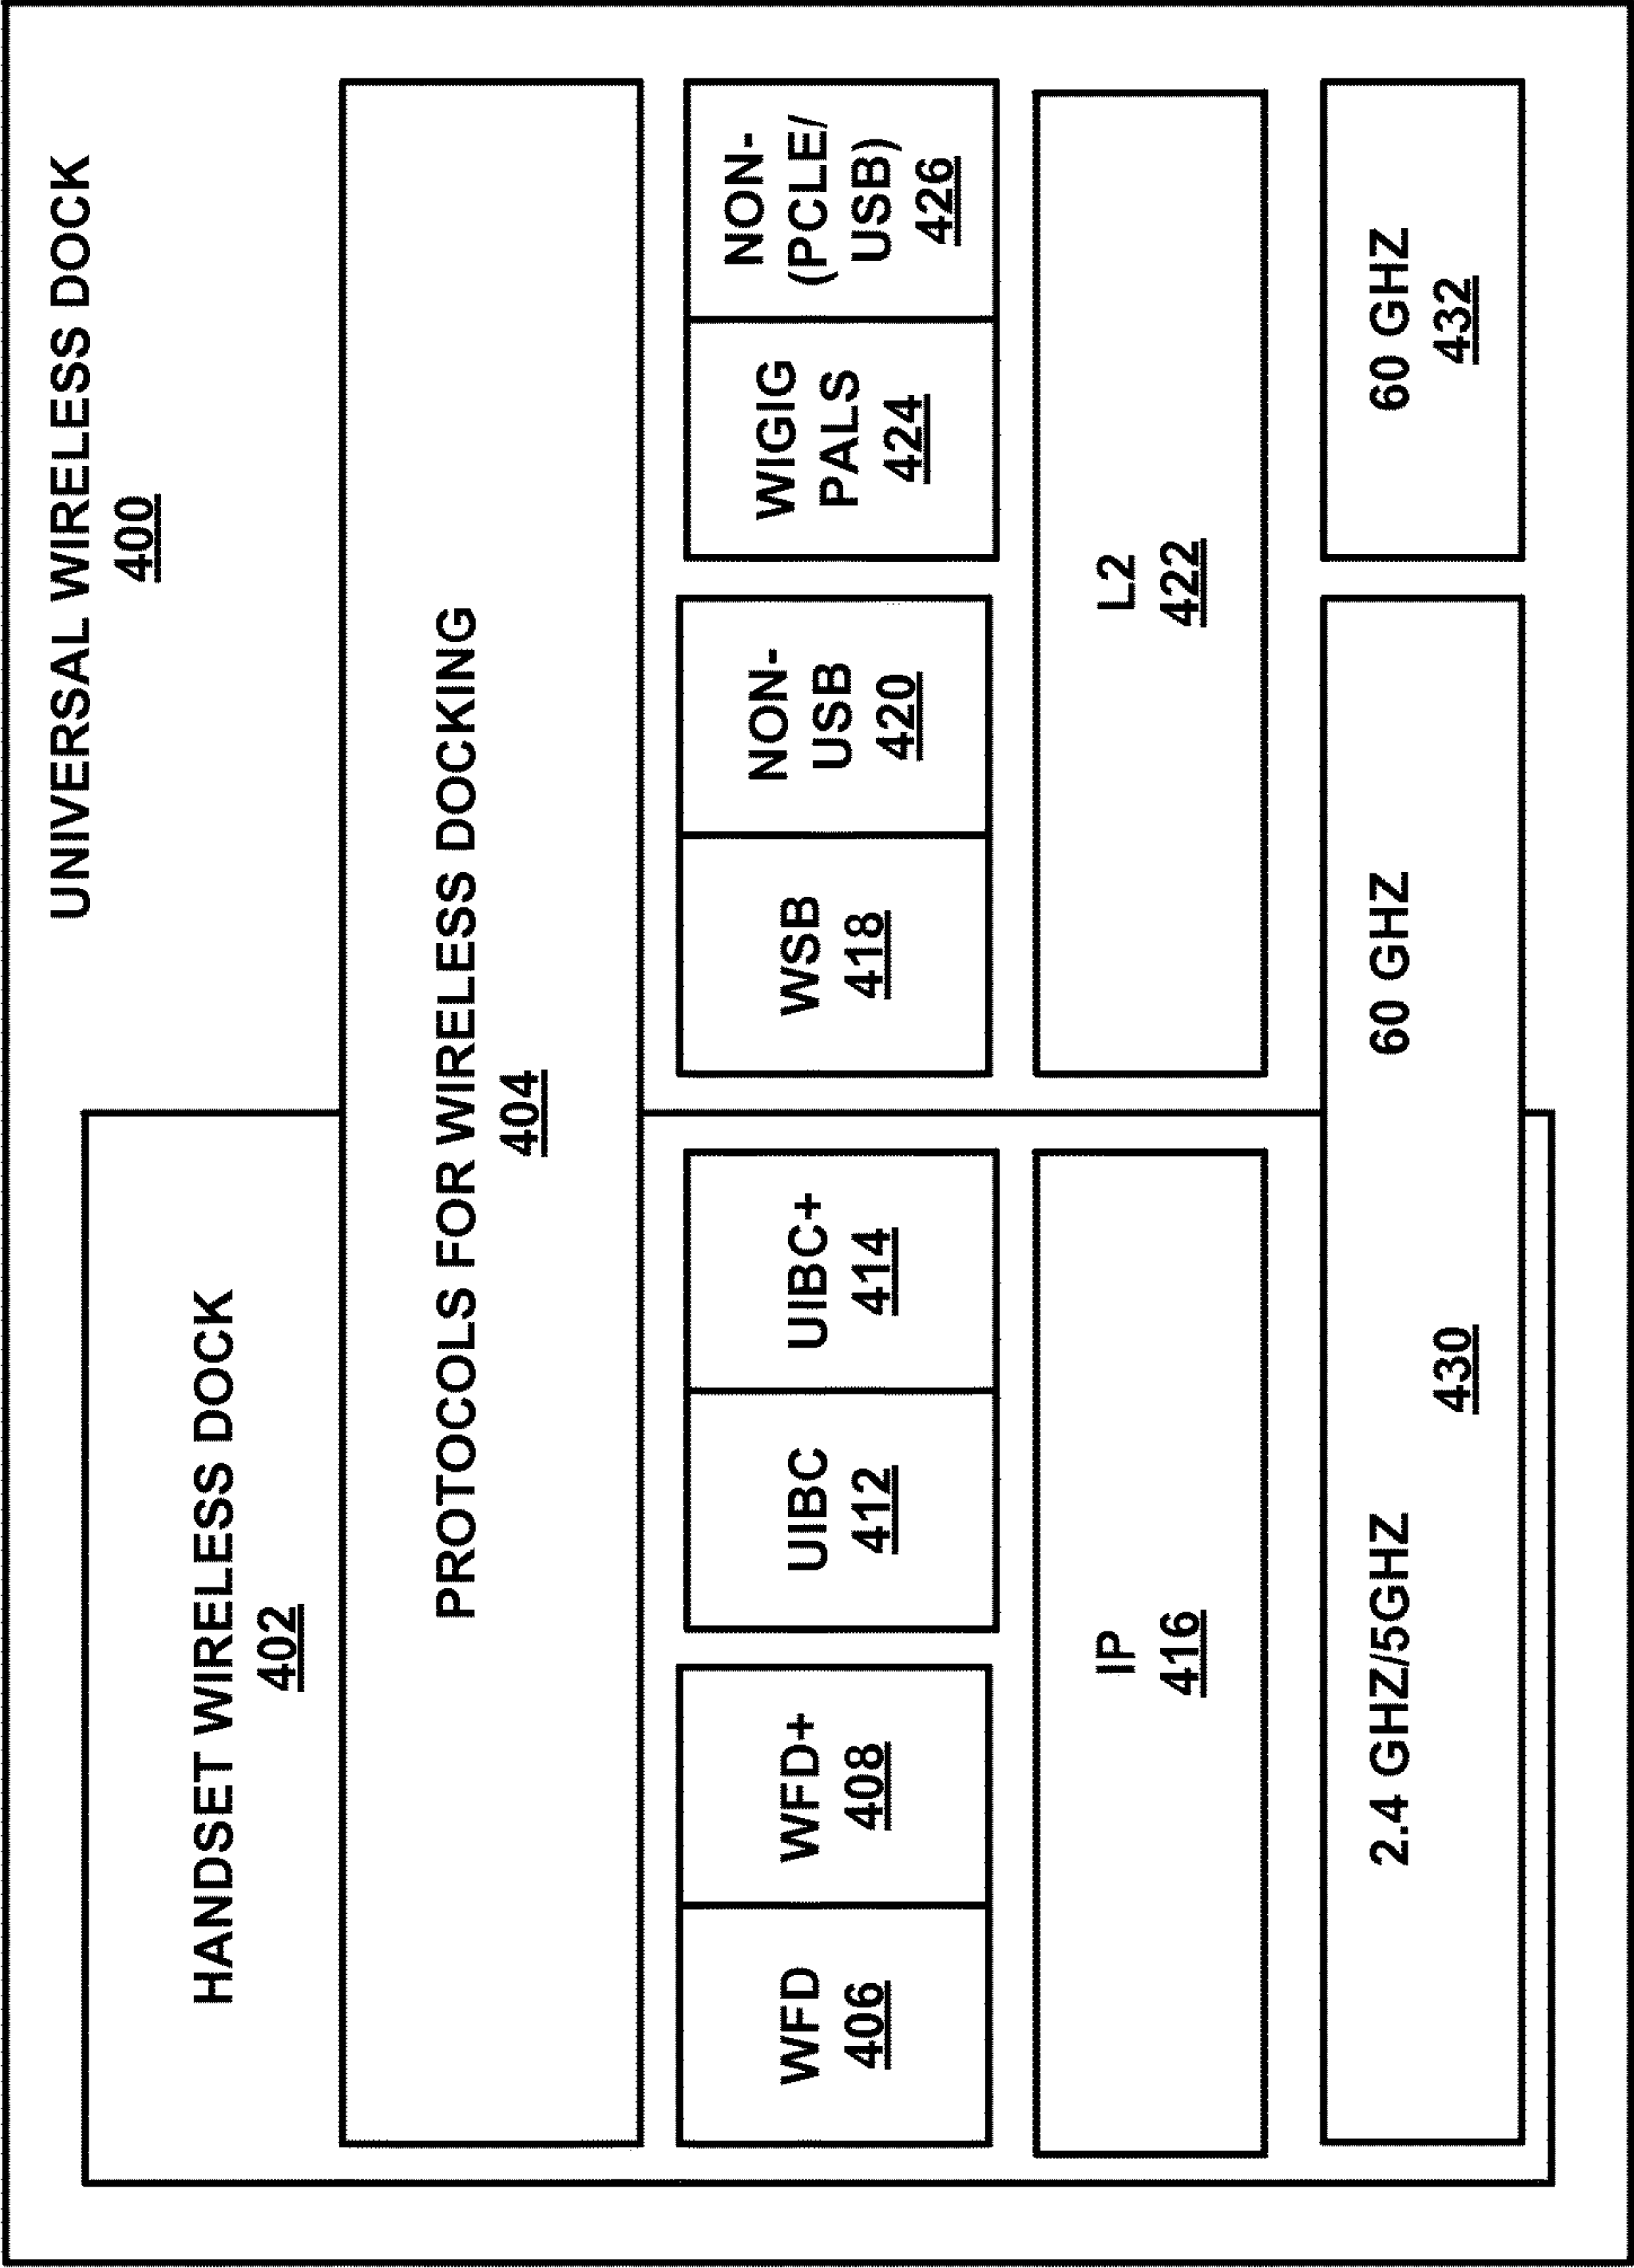 UNIVERSAL WIRELESS DOCK
400
HANDSET WIRELESS DOCK
402
PROTOCOLS FOR WIRELESS DOCKING
404
WFD
406
WFD+
408
UIBC
412
UIBC+
414
WSB
418
NON-
USB
420
WIGIG
PALS
424
NON-
(PCLE/
USB)
426
IP
416
L2
422
2.4 GHZ/5GHZ
60 GHZ
430
60 GHZ
432